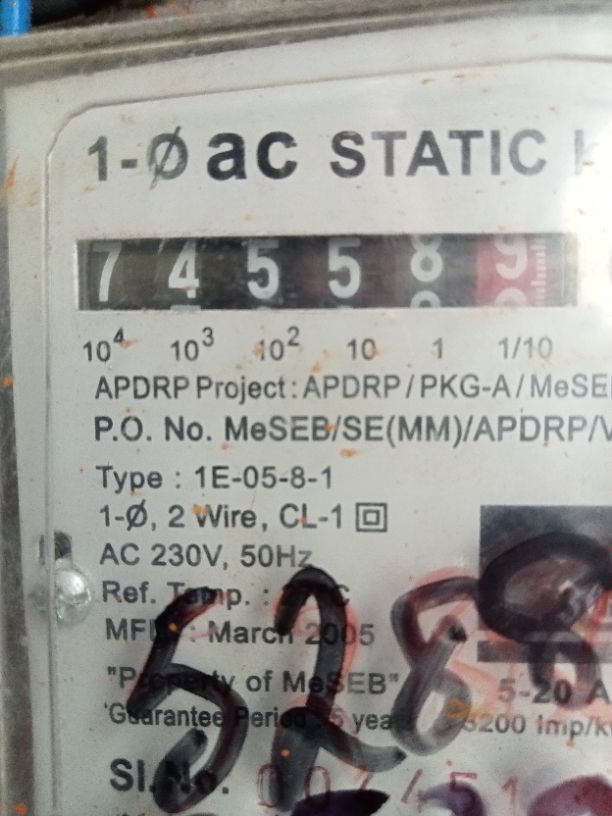 1-Ø ac STATIC
7 4 5 5 8 9
10⁴ 10³ 10² 10 1 1/10
APDRP Project: APDRP/PKG-A/MeSE
P.O. No. MeSEB/SE(MM)/APDRP/
Type : 1E-05-8-1
1-Ø, 2 Wire, CL-1
AC 230V, 50Hz
Ref. Temp. :
March 2005
"Property of MeSEB"
5-20 A
"Guarantee Period : 5
3200 Imp/
Sl. No.
528